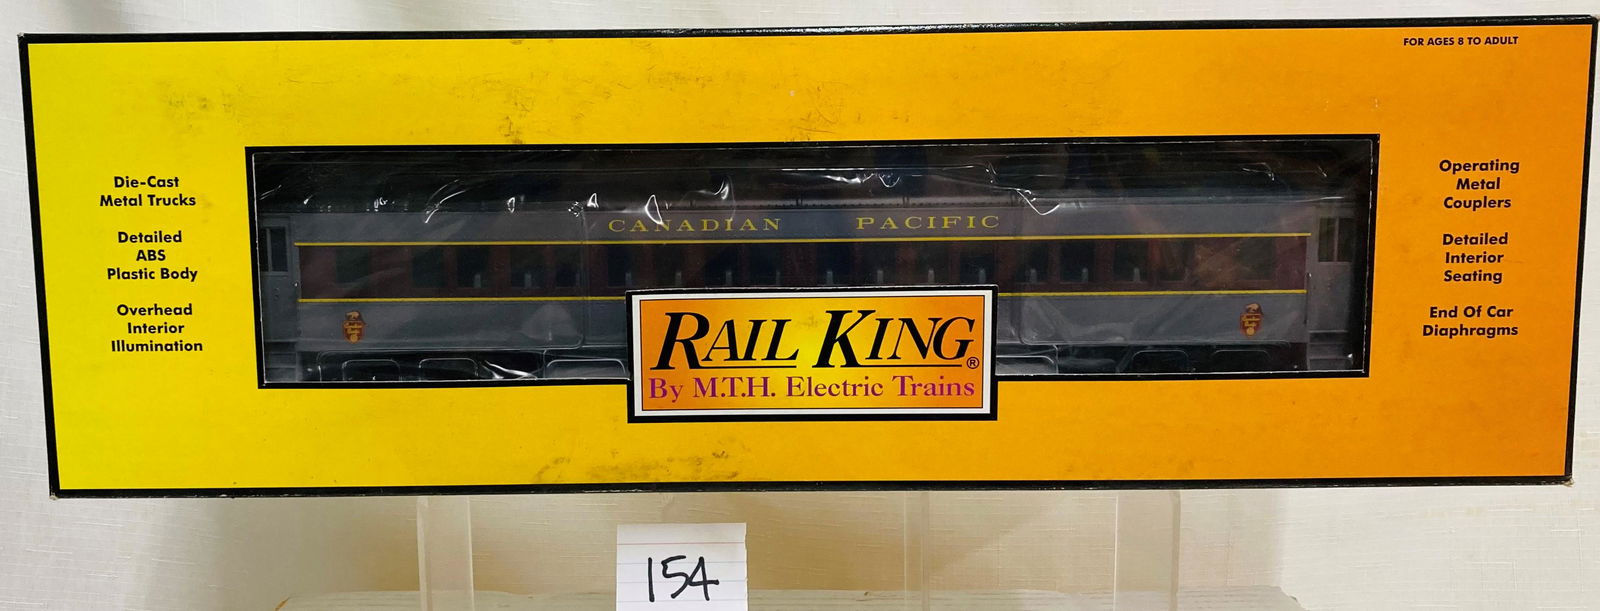 FOR AGES 8 TO ADULT
Die-Cast
Metal Trucks
Detailed
ABS
Plastic Body
Overhead
Interior
Illumination
CANADIAN PACIFIC
RAIL KING®
By M.T.H. Electric Trains
Operating
Metal
Couplers
Detailed
Interior
Seating
End Of Car
Diaphragms
154